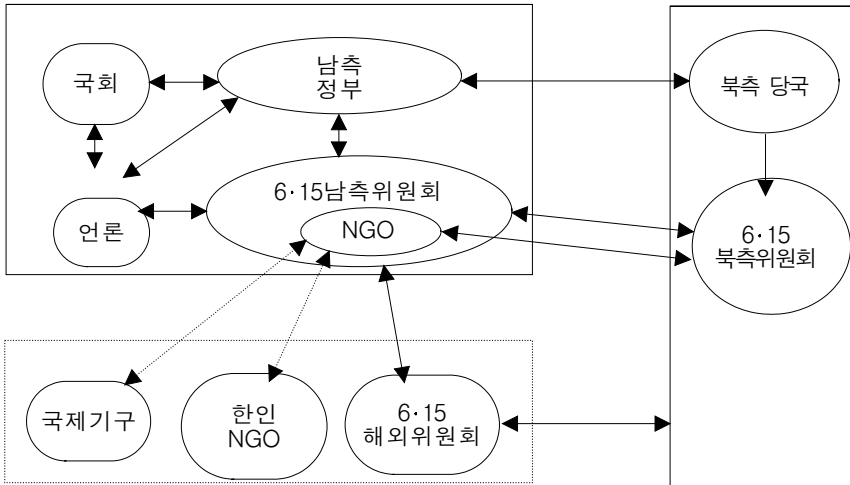 국회
남측
정부
북측 당국
6·15남측위원회
NGO
언론
6·15
북측위원회
국제기구
한인
NGO
6·15
해외위원회